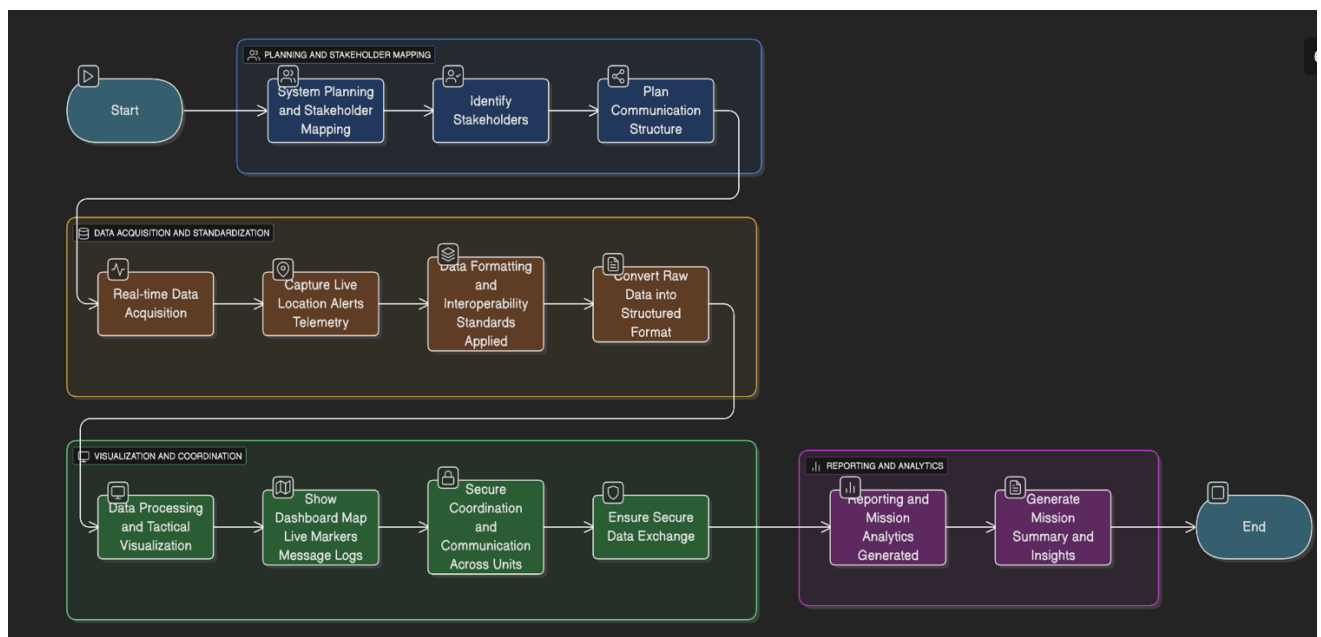 PLANNING AND STAKEHOLDER MAPPING
Start
System Planning
and Stakeholder
Mapping
Identify
Stakeholders
Plan
Communication
Structure
DATA ACQUISITION AND STANDARDIZATION
Real-time Data
Acquisition
Capture Live
Location Alerts
Telemetry
Data Formatting
and
Interoperability
Standards
Applied
Convert Raw
Data into
Structured
Format
VISUALIZATION AND COORDINATION
Data Processing
and Tactical
Visualization
Show
Dashboard Map
Live Markers
Message Logs
Secure
Coordination
and
Communication
Across Units
Ensure Secure
Data Exchange
REPORTING AND ANALYTICS
Reporting and
Mission
Analytics
Generated
Generate
Mission
Summary and
Insights
End